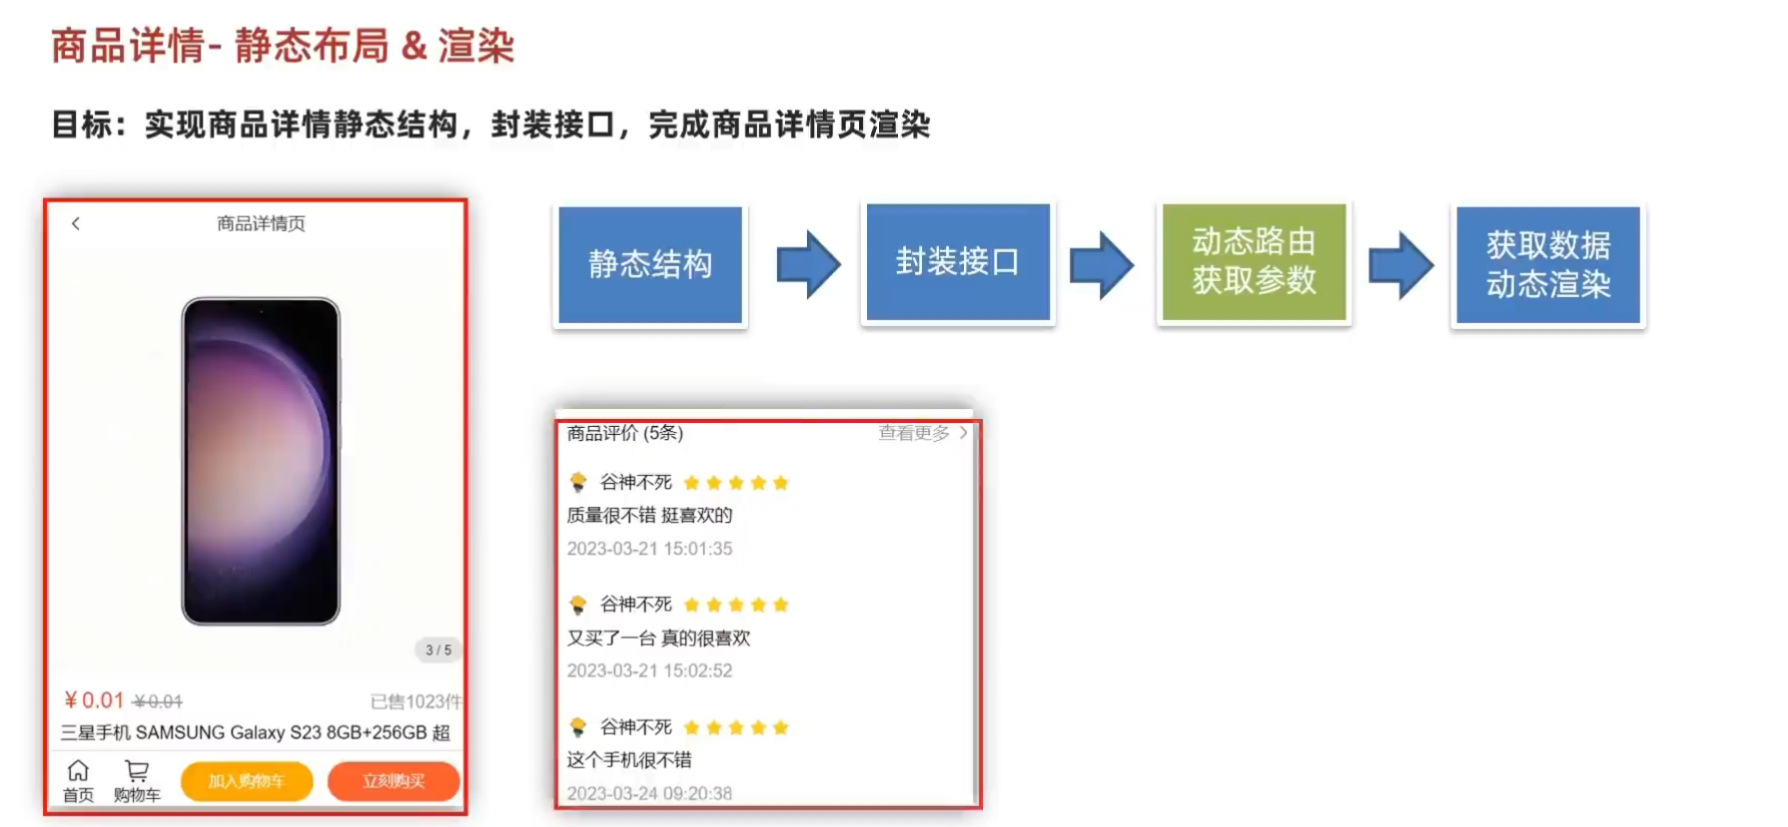 商品详情- 静态布局 & 渲染
目标：实现商品详情静态结构，封装接口，完成商品详情页渲染
商品详情页
3 / 5
¥0.01 ¥0.01 已售1023件
三星手机 SAMSUNG Galaxy S23 8GB+256GB 超
首页
购物车
加入购物车
立刻购买
静态结构
封装接口
动态路由
获取参数
获取数据
动态渲染
商品评价 (5条) 查看更多
谷神不死
质量很不错 挺喜欢的
2023-03-21 15:01:35
谷神不死
又买了一台 真的很喜欢
2023-03-21 15:02:52
谷神不死
这个手机很不错
2023-03-24 09:20:38